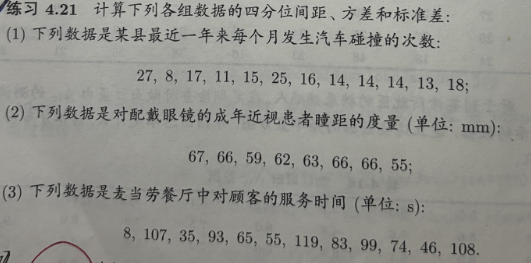 练习 4.21 计算下列各组数据的四分位间距、方差和标准差:
(1) 下列数据是某县最近一年来每个月发生汽车碰撞的次数:
27, 8, 17, 11, 15, 25, 16, 14, 14, 14, 13, 18;
(2) 下列数据是对配戴眼镜的成年近视患者瞳距的度量 (单位: mm):
67, 66, 59, 62, 63, 66, 66, 55;
(3) 下列数据是麦当劳餐厅中对顾客的服务时间 (单位: s):
8, 107, 35, 93, 65, 55, 119, 83, 99, 74, 46, 108.